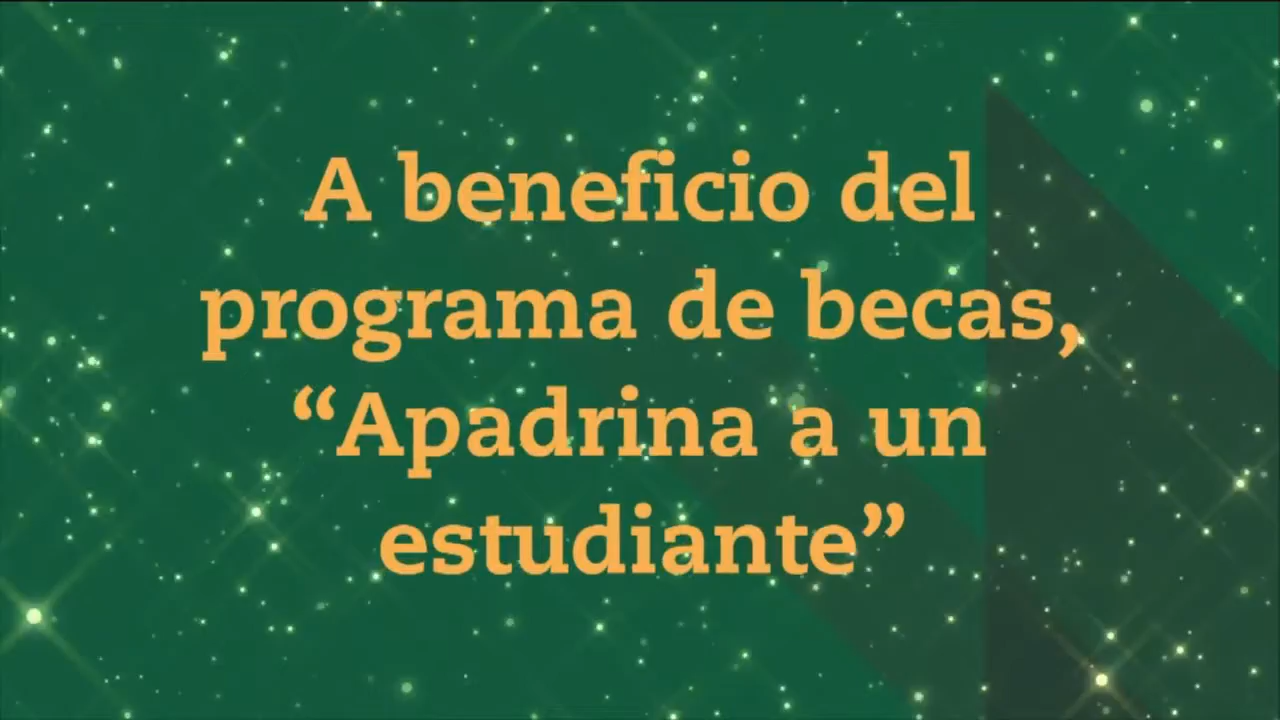 A beneficio del
programa de becas,
“Apadrina a un
estudiante”